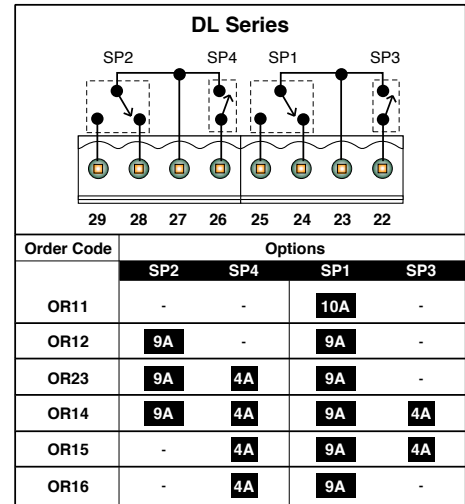 DL Series
SP2 SP4 SP1 SP3
29 28 27 26 25 24 23 22
Order Code Options
SP2 SP4 SP1 SP3
OR11 - - 10A -
OR12 9A - 9A -
OR23 9A 4A 9A -
OR14 9A 4A 9A 4A
OR15 - 4A 9A 4A
OR16 - 4A 9A -